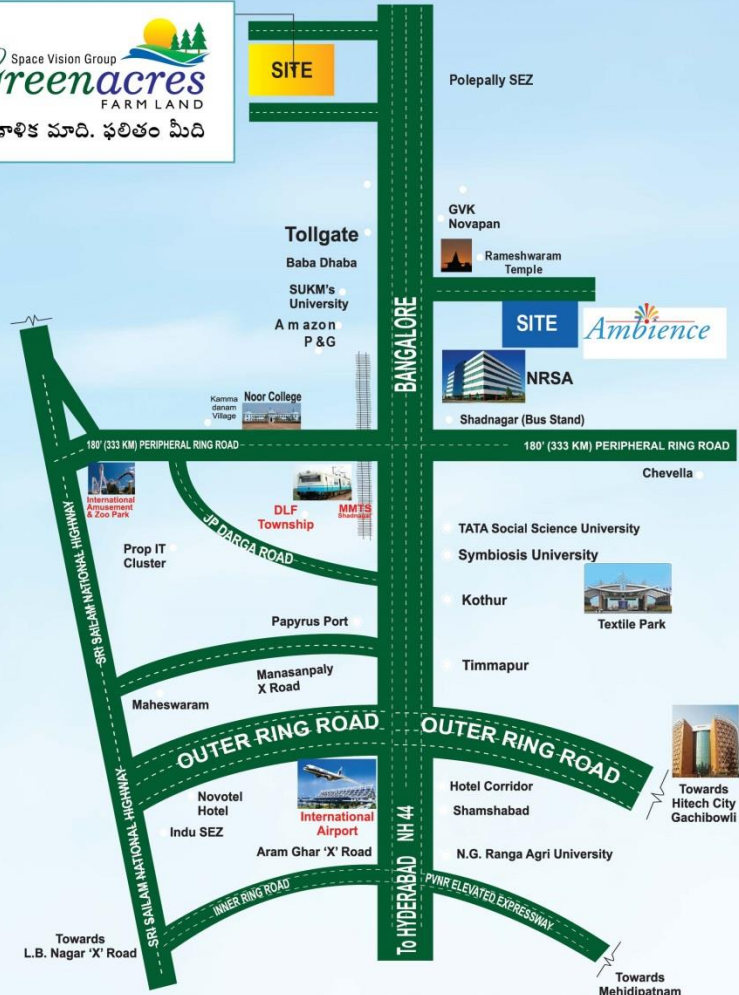 Space Vision Group
Greenacres
FARM LAND
మాది. ఫలితం మీది
SITE
Polepally SEZ
GVK
Novapan
Tollgate
Baba Dhaba
Rameshwaram
Temple
SUKM's
University
Amazon
P & G
BANGALORE
SITE
Ambience
NRSA
Kamma
danam
Village
Noor College
Shadnagar (Bus Stand)
180' (333 KM) PERIPHERAL RING ROAD
180' (333 KM) PERIPHERAL RING ROAD
Chevella
International
Amusement
& Zoo Park
DLF
Township
MMTS
Shadnagar
JP DARGA ROAD
TATA Social Science University
Prop IT
Cluster
Symbiosis University
SRI SAILAM NATIONAL HIGHWAY
Kothur
Textile Park
Papyrus Port
Timmapur
Manasanpaly
X Road
Maheswaram
OUTER RING ROAD
OUTER RING ROAD
Towards
Hitech City
Gachibowli
Novotel
Hotel
International
Airport
Hotel Corridor
Shamshabad
Indu SEZ
Aram Ghar 'X' Road
N.G. Ranga Agri University
SRI SAILAM NATIONAL HIGHWAY
To HYDERABAD NH 44
INNER RING ROAD
PVNR ELEVATED EXPRESSWAY
Towards
L.B. Nagar 'X' Road
Towards
Mehidipatnam